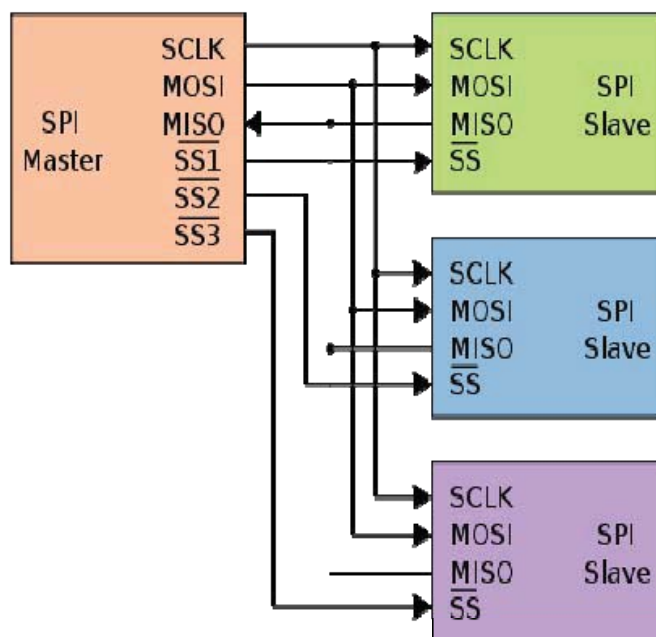 SCLK
MOSI
SPI
MISO
Master
SS1
SS2
SS3
SCLK
MOSI SPI
MISO Slave
SS
SCLK
MOSI SPI
MISO Slave
SS
SCLK
MOSI SPI
MISO Slave
SS